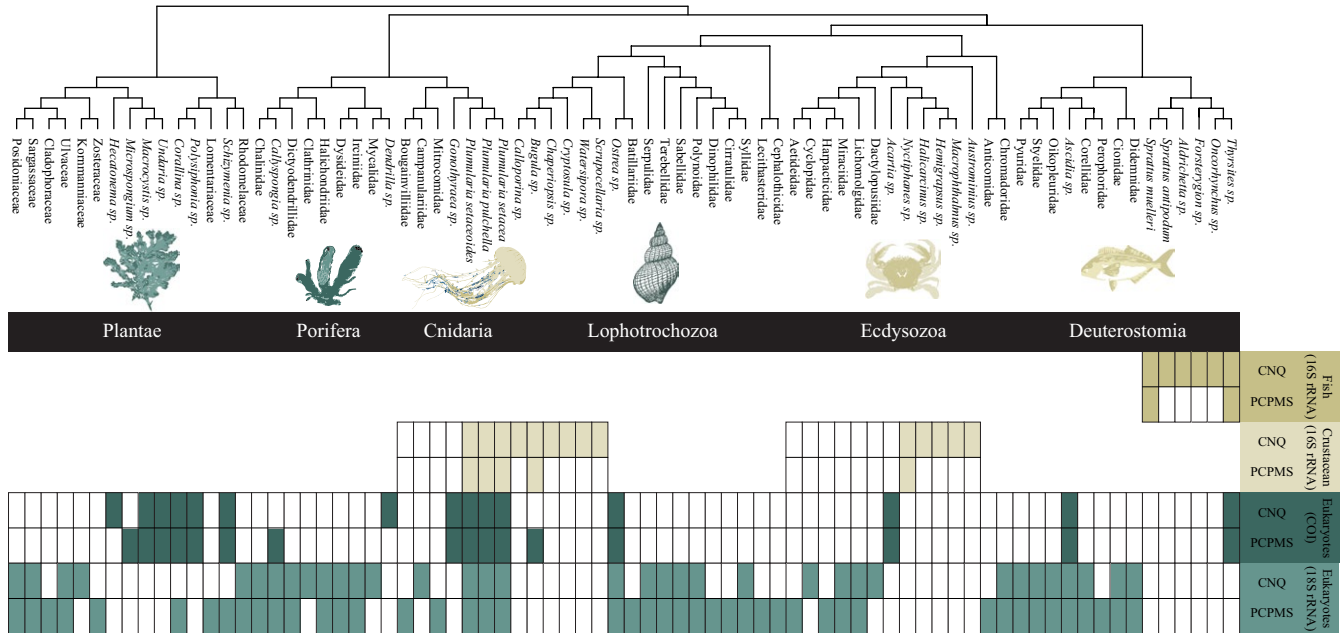 Posidoniaceae
Sargassaceae
Cladophoraceae
Ulvaceae
Kornmanniaceae
Zosteraceae
Hecatonema sp.
Microspongium sp.
Macrocystis sp.
Undaria sp.
Corallina sp.
Polysiphonia sp.
Lomentariaceae
Schizymenia sp.
Rhodomelaceae
Chalinidae
Callyspongia sp.
Dictyodendrillidae
Clathrinidae
Halichondriidae
Dysideidae
Irciniidae
Mycalidae
Dendrilla sp.
Bougainvilliidae
Campanulariidae
Mitrocomidae
Gonothyraea sp.
Plumularia setaceoides
Plumularia pulchella
Plumularia setacea
Calloporina sp.
Bugula sp.
Chaperiopsis sp.
Cryptosula sp.
Watersipora sp.
Scrupocellaria sp.
Ostrea sp.
Batillariidae
Serpulidae
Terebellidae
Sabellidae
Polynoidae
Dinophilidae
Cirratulidae
Syllidae
Lecithasteridae
Cephalothricidae
Aetideidae
Cyclopidae
Harpacticidae
Miraciidae
Lichomolgidae
Dactylopusiidae
Acartia sp.
Nyctiphanes sp.
Halicarcinus sp.
Hemigrapsus sp.
Macrophthalmus sp.
Austrominius sp.
Anticomidae
Chromadoridae
Pyuridae
Styelidae
Oikopleuridae
Ascidia sp.
Corellidae
Perophoridae
Cionidae
Didemnidae
Sprattus muelleri
Sprattus antipodum
Aldrichetta sp.
Forsterygion sp.
Oncorhynchus sp.
Thyrsites sp.
Plantae
Porifera
Cnidaria
Lophotrochozoa
Ecdysozoa
Deuterostomia
CNQ
PCPMS
Fish
(16S rRNA)
CNQ
PCPMS
Crustacean
(16S rRNA)
CNQ
PCPMS
Eukaryotes
(COI)
CNQ
PCPMS
Eukaryotes
(18S rRNA)